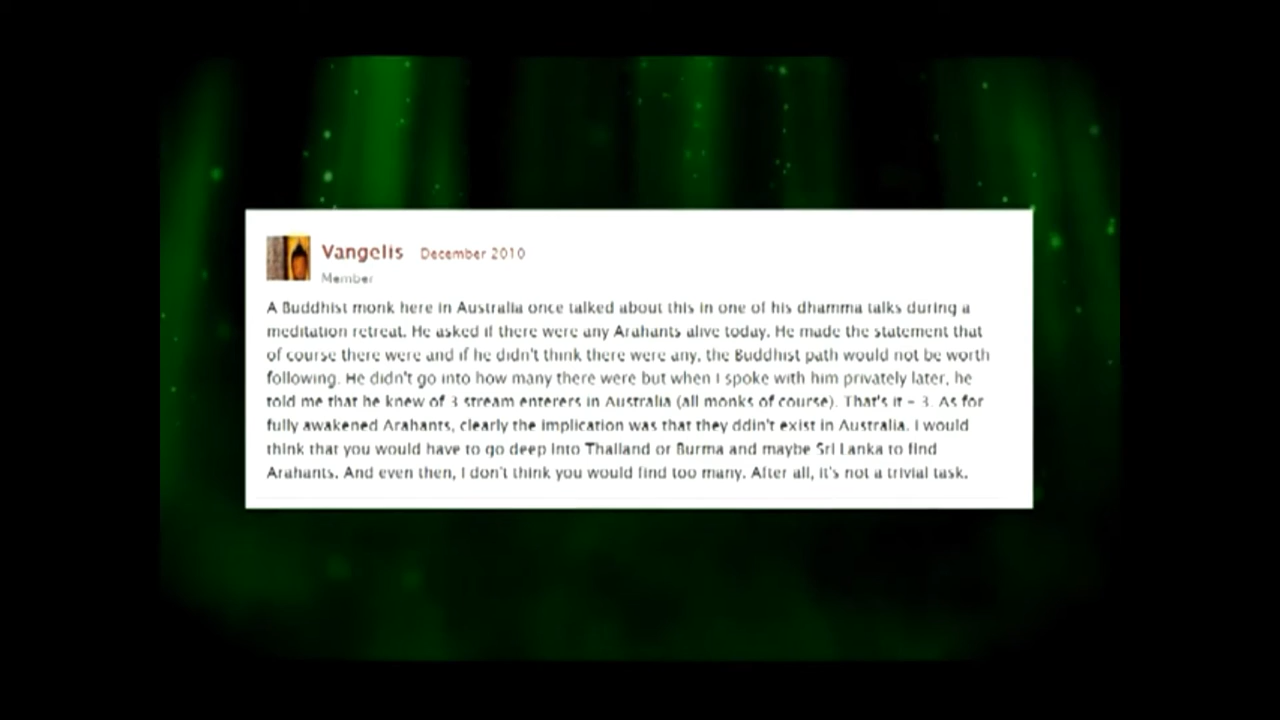 Vangelis December 2010
Member
A Buddhist monk here in Australia once talked about this in one of his dhamma talks during a
meditation retreat. He asked if there were any Arahants alive today. He made the statement that
of course there were and if he didn't think there were any, the Buddhist path would not be worth
following. He didn't go into how many there were but when I spoke with him privately later, he
told me that he knew of 3 stream enterers in Australia (all monks of course). That's it - 3. As for
fully awakened Arahants, clearly the implication was that they ddin't exist in Australia. I would
think that you would have to go deep into Thailand or Burma and maybe Sri Lanka to find
Arahants. And even then, I don't think you would find too many. After all, it's not a trivial task.